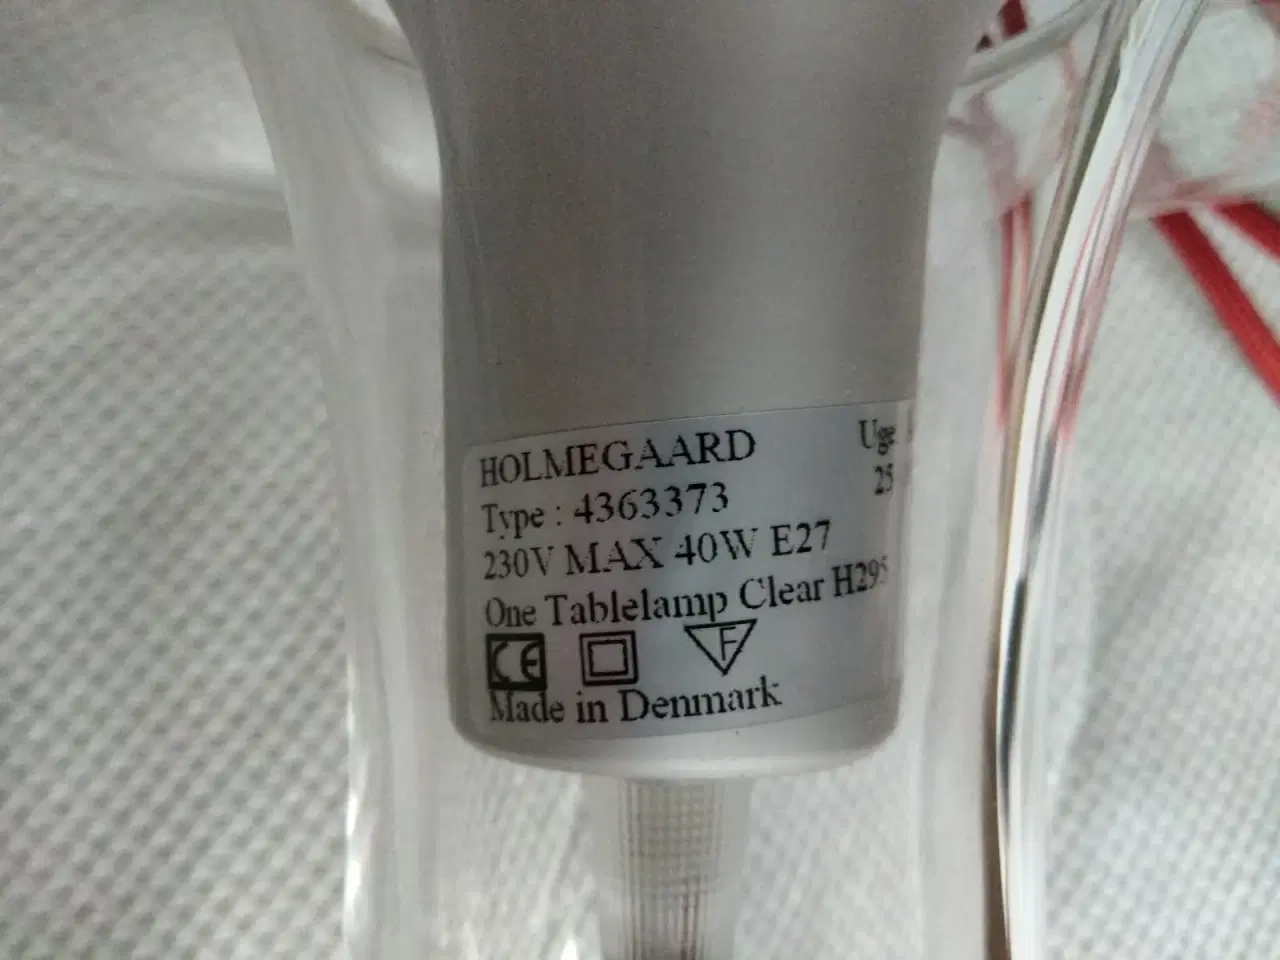 HOLMEGAARD Uge
Type : 4363373 25
230V MAX 40W E27
One Tablelamp Clear H295
CE F
Made in Denmark